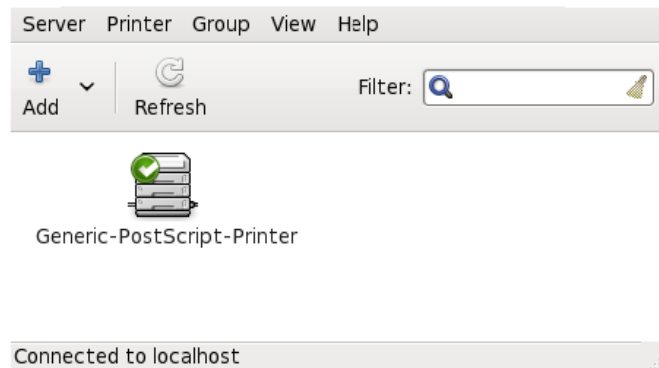 Server Printer Group View Help
Add Refresh Filter:
Generic-PostScript-Printer
Connected to localhost